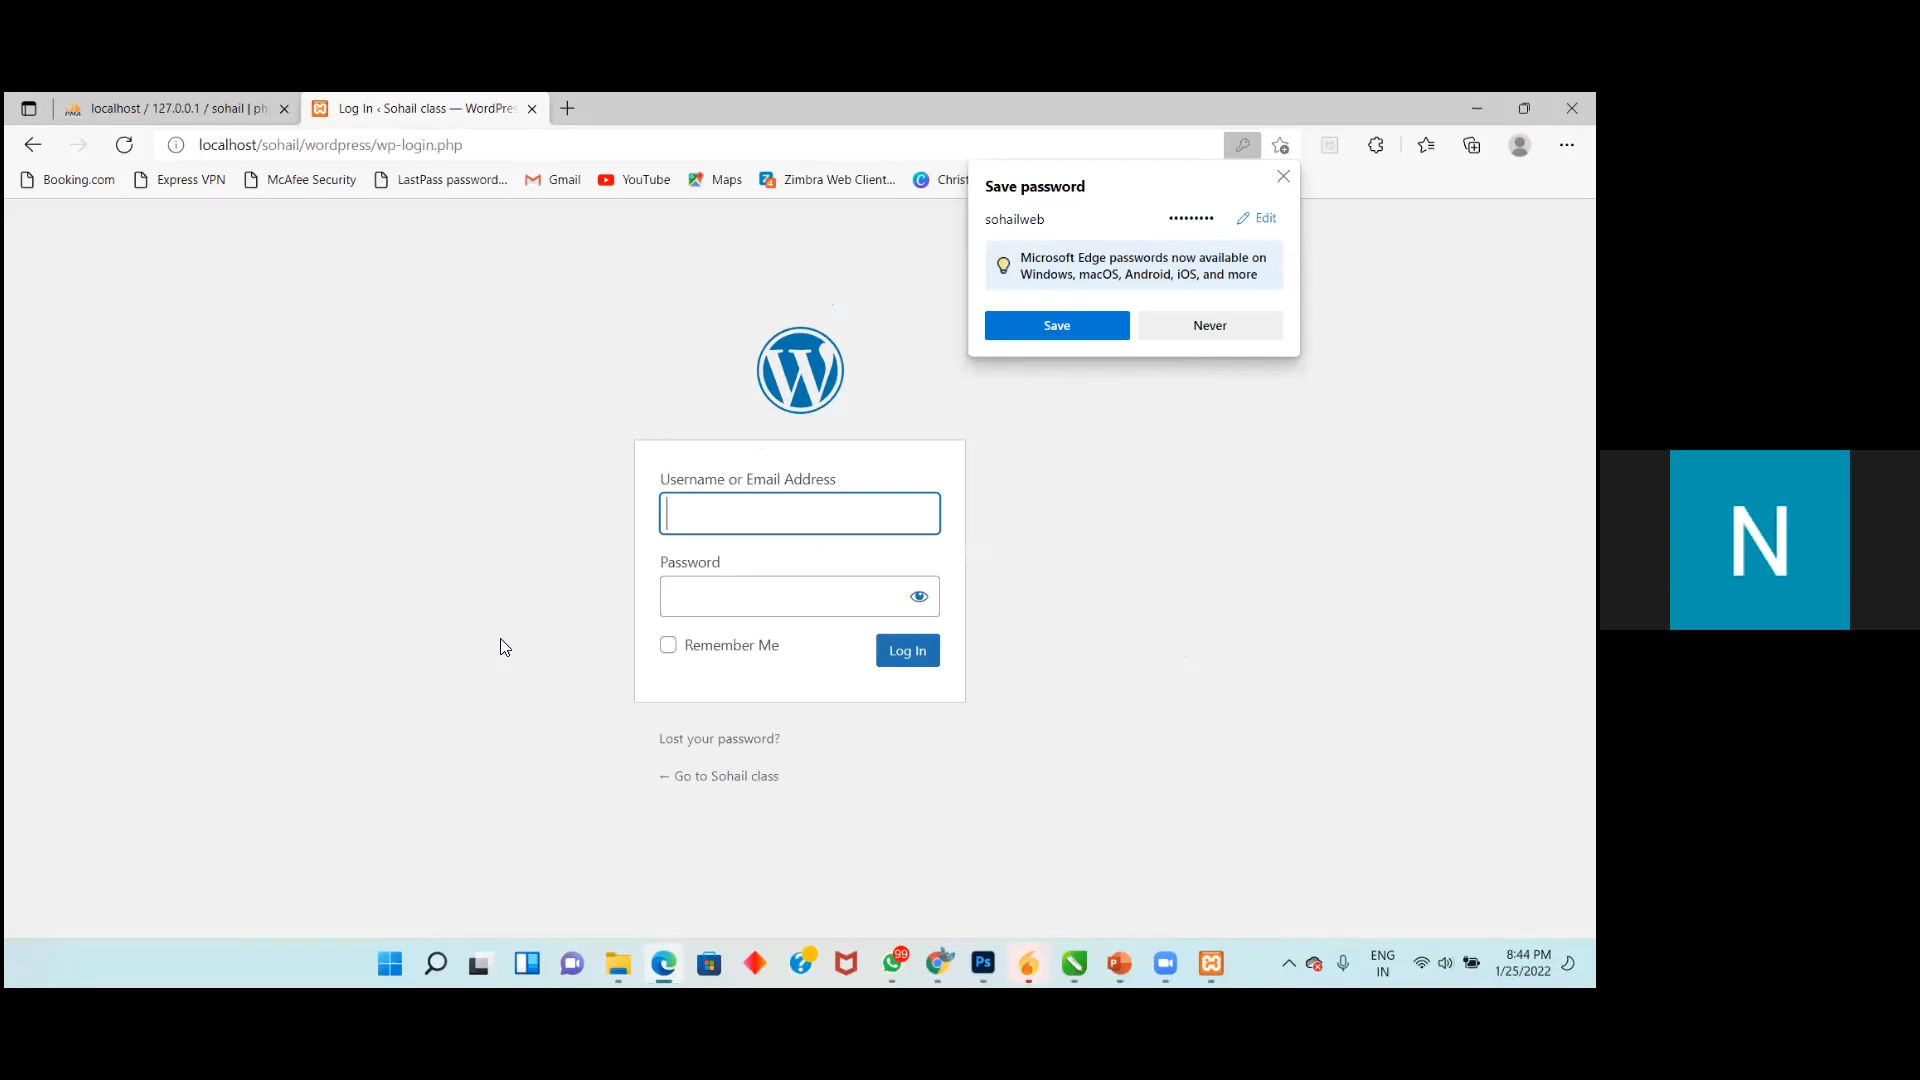 localhost / 127.0.0.1 / sohail | ph
Log In ‹ Sohail class — WordPre
localhost/sohail/wordpress/wp-login.php
Booking.com
Express VPN
McAfee Security
LastPass password...
Gmail
YouTube
Maps
Zimbra Web Client...
Christ
Save password
sohailweb
••••••••• Edit
Microsoft Edge passwords now available on
Windows, macOS, Android, iOS, and more
Save
Never
Username or Email Address
Password
Remember Me
Log In
Lost your password?
← Go to Sohail class
N
99
Ps
ENG
IN
8:44 PM
1/25/2022